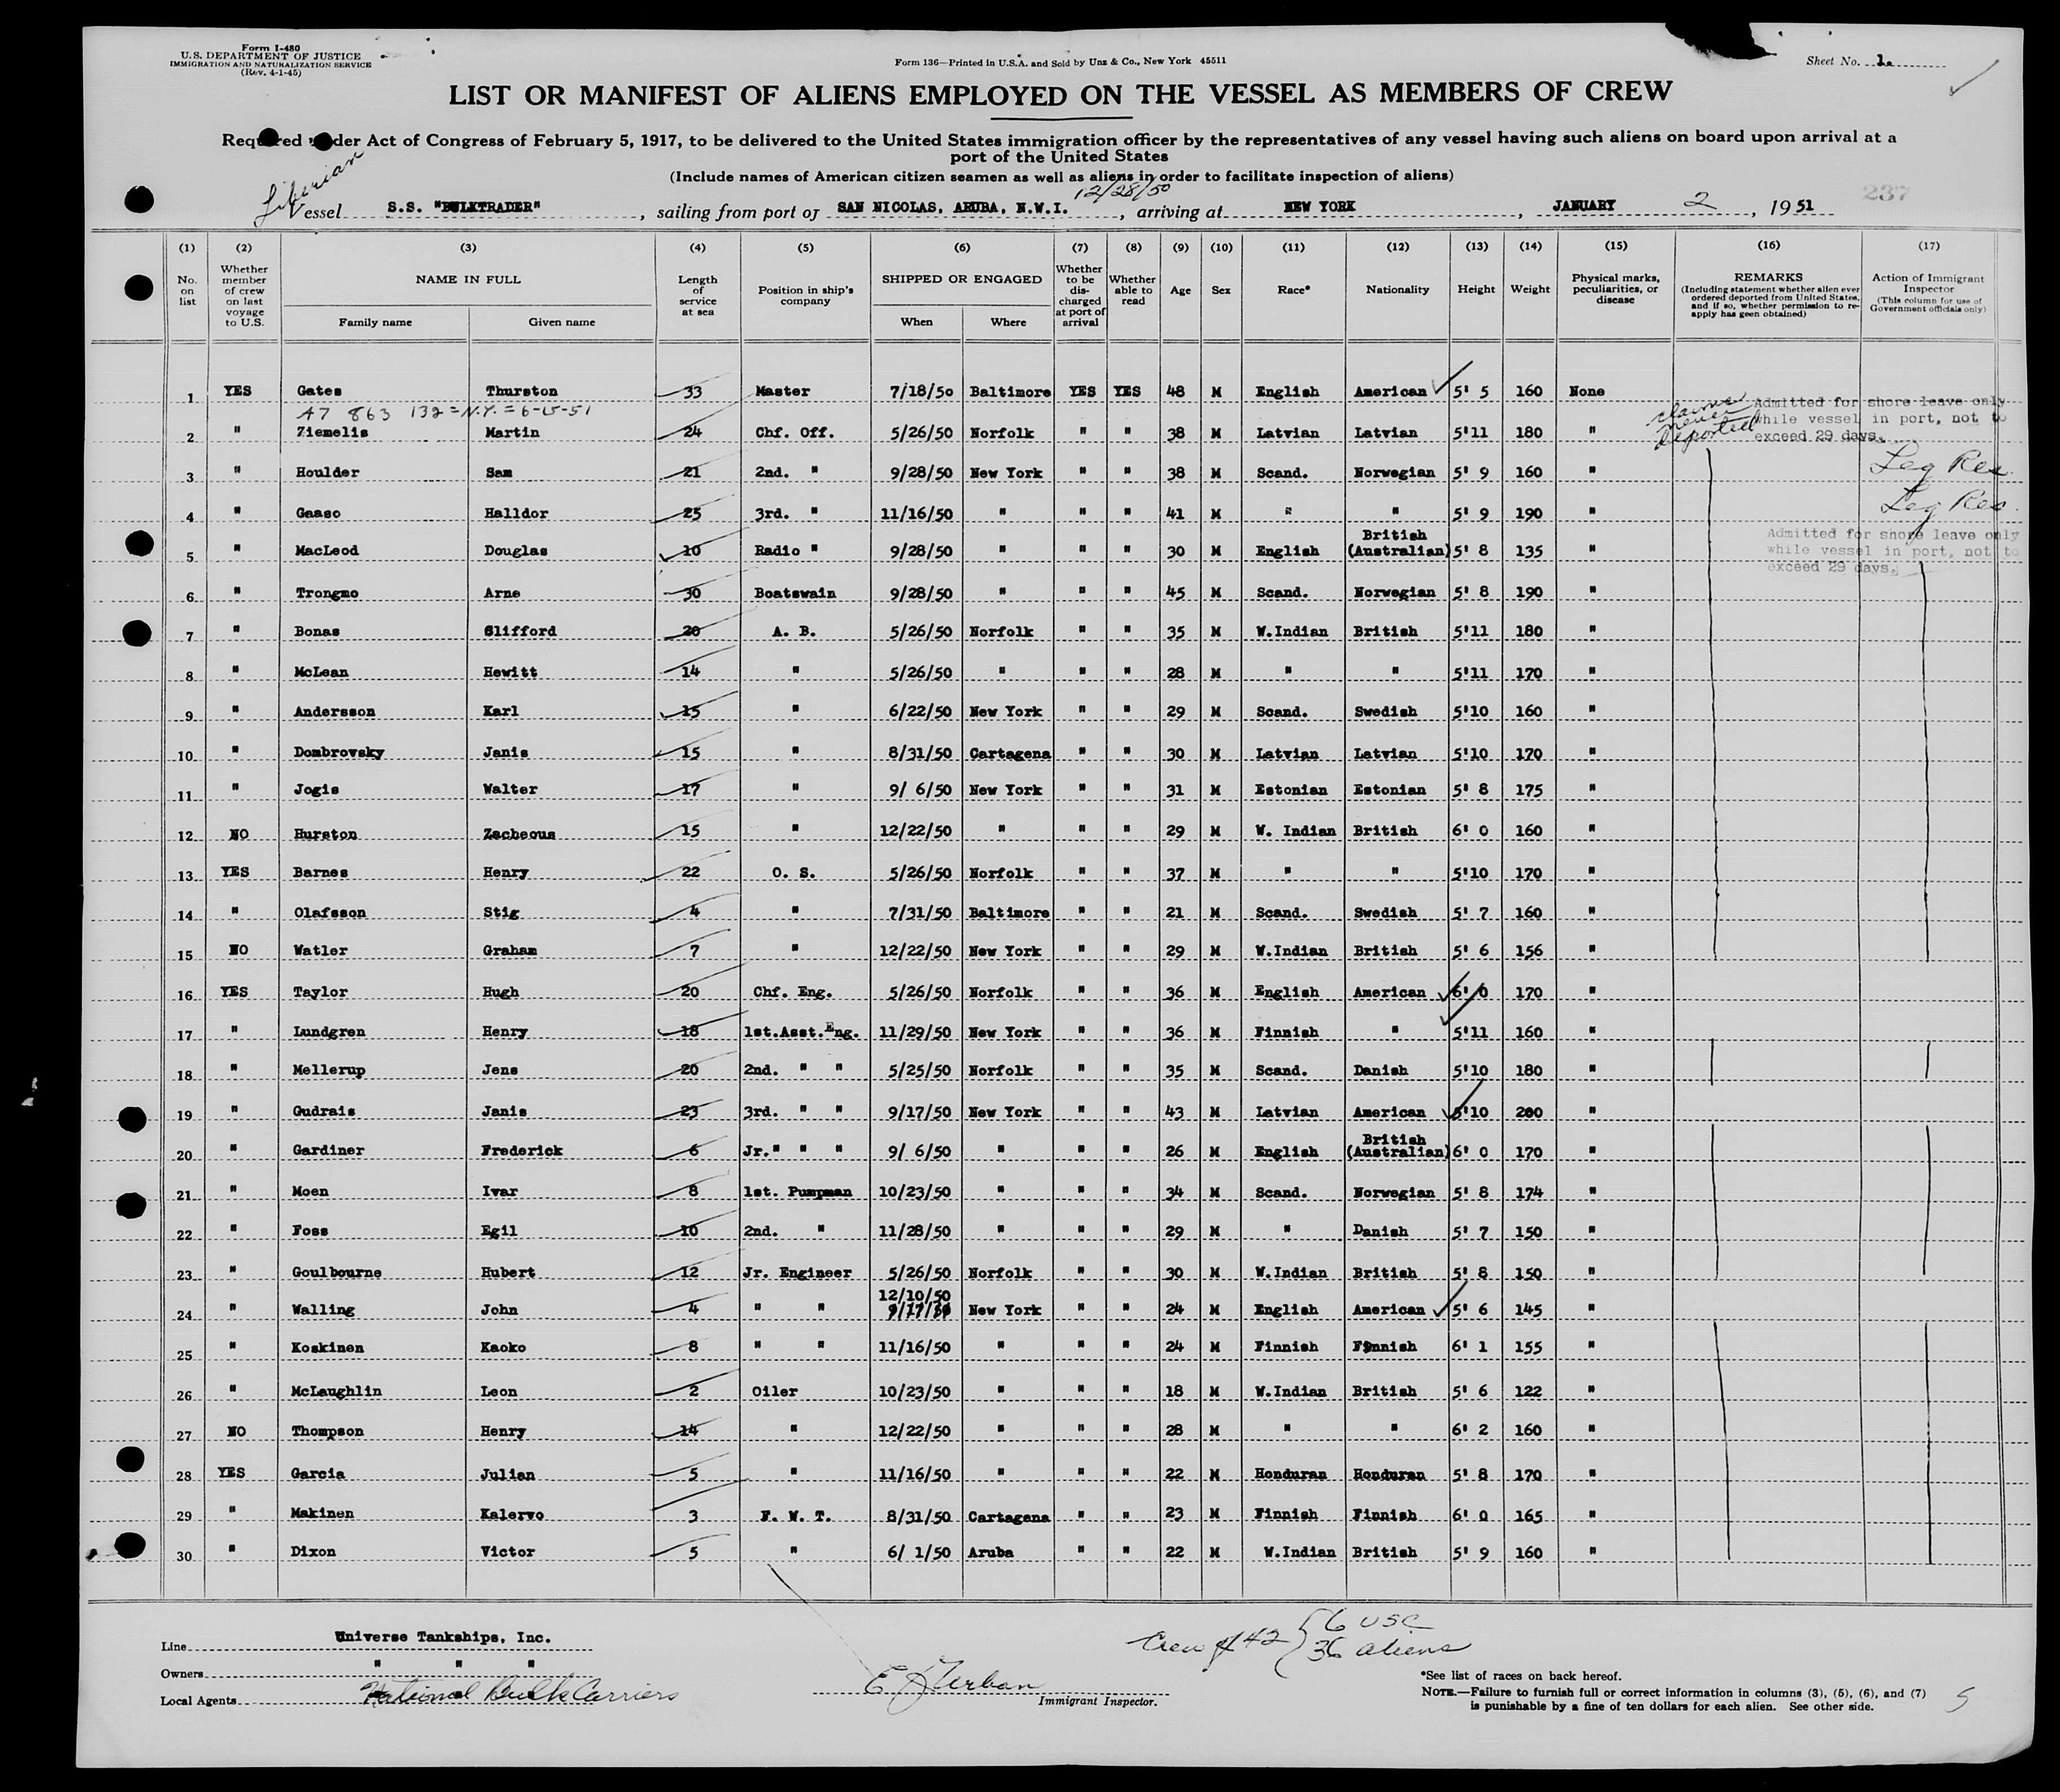 Form I-480
U.S. DEPARTMENT OF JUSTICE
IMMIGRATION AND NATURALIZATION SERVICE
(Rev. 4-1-45)
Form 136—Printed in U.S.A. and Sold by Unz & Co., New York 45511
Sheet No. 1.
LIST OR MANIFEST OF ALIENS EMPLOYED ON THE VESSEL AS MEMBERS OF CREW
Required under Act of Congress of February 5, 1917, to be delivered to the United States immigration officer by the representatives of any vessel having such aliens on board upon arrival at a
port of the United States
(Include names of American citizen seamen as well as aliens in order to facilitate inspection of aliens)
Liberian
12/28/50
237
Vessel S.S. "BULKTRADER", sailing from port of SAN NICOLAS, ARUBA, N.W.I., arriving at NEW YORK, JANUARY 2, 1951
(1) (2) (3) (4) (5) (6) (7) (8) (9) (10) (11) (12) (13) (14) (15) (16) (17)
No. on list
Whether member of crew on last voyage to U.S.
NAME IN FULL
Family name Given name
Length of service at sea
Position in ship's company
SHIPPED OR ENGAGED
When Where
Whether to be discharged at port of arrival
Whether able to read
Age
Sex
Race*
Nationality
Height
Weight
Physical marks, peculiarities, or disease
REMARKS
(Including statement whether alien ever ordered deported from United States, and if so, whether permission to re-apply has geen obtained)
Action of Immigrant Inspector
(This column for use of Government officials only)
1 YES Gates Thurston 33 Master 7/18/50 Baltimore YES YES 48 M English American 5' 5 160 None
A7 863 132 = N.Y. = 6-15-51
claims never deported
Admitted for shore leave only
while vessel in port, not to
exceed 29 days.
2 " Ziemelis Martin 24 Chf. Off. 5/26/50 Norfolk " " 38 M Latvian Latvian 5'11 180 "
3 " Houlder Sam 21 2nd. " 9/28/50 New York " " 38 M Scand. Norwegian 5' 9 160 " Leg Res.
4 " Gaaso Halldor 25 3rd. " 11/16/50 " " " 41 M " " 5' 9 190 " Leg Res.
5 " MacLeod Douglas 10 Radio " 9/28/50 " " " 30 M English British (Australian) 5' 8 135 "
Admitted for shore leave only
while vessel in port, not to
exceed 29 days.
6 " Trongmo Arne 30 Boatswain 9/28/50 " " " 45 M Scand. Norwegian 5' 8 190 "
7 " Bonas Glifford 20 A. B. 5/26/50 Norfolk " " 35 M W.Indian British 5'11 180 "
8 " McLean Hewitt 14 " 5/26/50 " " " 28 M " " 5'11 170 "
9 " Andersson Karl 15 " 6/22/50 New York " " 29 M Scand. Swedish 5'10 160 "
10 " Dombrovsky Janis 15 " 8/31/50 Cartagena " " 30 M Latvian Latvian 5'10 170 "
11 " Jogis Walter 17 " 9/ 6/50 New York " " 31 M Estonian Estonian 5' 8 175 "
12 NO Hurston Zacheous 15 " 12/22/50 " " " 29 M W. Indian British 6' 0 160 "
13 YES Barnes Henry 22 O. S. 5/26/50 Norfolk " " 37 M " " 5'10 170 "
14 " Olafsson Stig 4 " 7/31/50 Baltimore " " 21 M Scand. Swedish 5' 7 160 "
15 NO Watler Graham 7 " 12/22/50 New York " " 29 M W.Indian British 5' 6 156 "
16 YES Taylor Hugh 20 Chf. Eng. 5/26/50 Norfolk " " 36 M English American 6' 0 170 "
17 " Lundgren Henry 18 1st.Asst.Eng. 11/29/50 New York " " 36 M Finnish " 5'11 160 "
18 " Mellerup Jens 20 2nd. " " 5/25/50 Norfolk " " 35 M Scand. Danish 5'10 180 "
19 " Gudrais Janis 23 3rd. " " 9/17/50 New York " " 43 M Latvian American 5'10 200 "
20 " Gardiner Frederick 6 Jr." " " 9/ 6/50 " " " 26 M English British (Australian) 6' 0 170 "
21 " Moen Ivar 8 1st. Pumpman 10/23/50 " " " 34 M Scand. Norwegian 5' 8 174 "
22 " Foss Egil 10 2nd. " 11/28/50 " " " 29 M " Danish 5' 7 150 "
23 " Goulbourne Hubert 12 Jr. Engineer 5/26/50 Norfolk " " 30 M W.Indian British 5' 8 150 "
24 " Walling John 4 " " 12/10/50 New York " " 24 M English American 5' 6 145 "
25 " Koskinen Kaoko 8 " " 11/16/50 " " " 24 M Finnish Finnish 6' 1 155 "
26 " McLaughlin Leon 2 Oiler 10/23/50 " " " 18 M W.Indian British 5' 6 122 "
27 NO Thompson Henry 14 " 12/22/50 " " " 28 M " " 6' 2 160 "
28 YES Garcia Julian 5 " 11/16/50 " " " 22 M Honduran Honduran 5' 8 170 "
29 " Makinen Kalervo 3 F. W. T. 8/31/50 Cartagena " " 23 M Finnish Finnish 6' 0 165 "
30 " Dixon Victor 5 " 6/ 1/50 Aruba " " 22 M W.Indian British 5' 9 160 "
Line Universe Tankships, Inc.
Owners " " "
Local Agents National Bulk Carriers
E J Urban
Immigrant Inspector.
Crew of 42 { 6 USC
36 aliens
*See list of races on back hereof.
NOTE.—Failure to furnish full or correct information in columns (3), (5), (6), and (7)
is punishable by a fine of ten dollars for each alien. See other side.
5